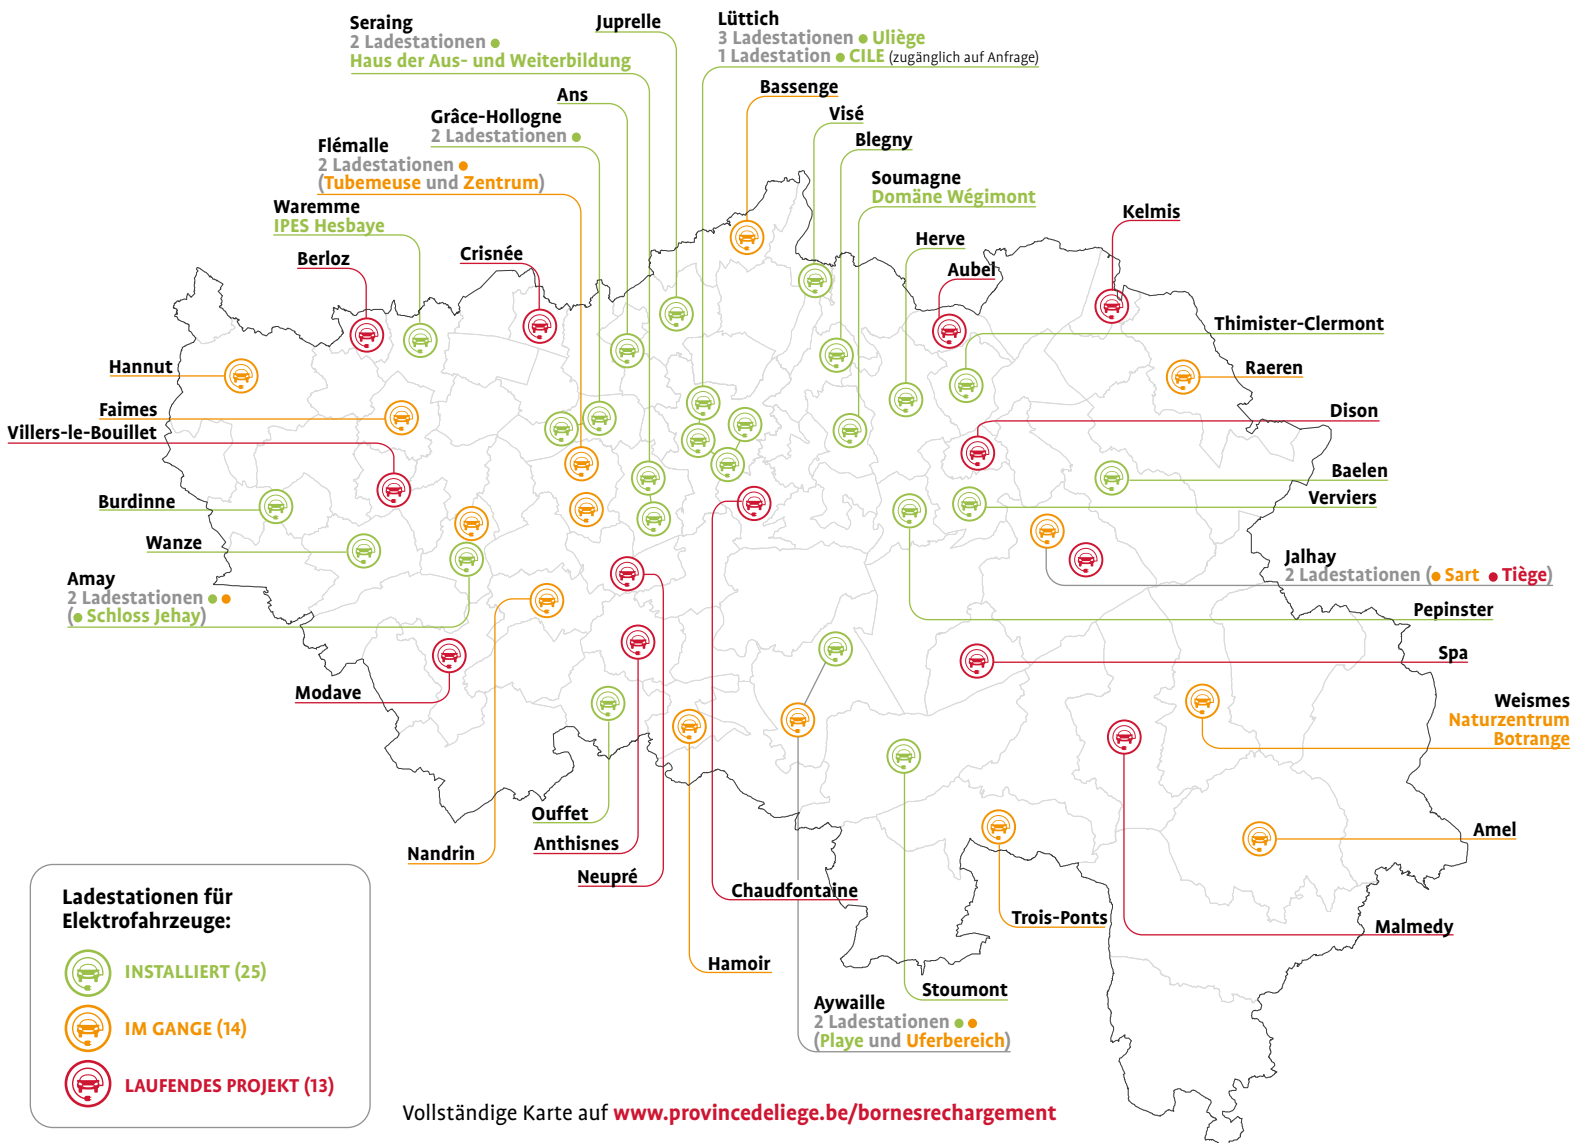 Seraing
2 Ladestationen ●
Haus der Aus- und Weiterbildung
Juprelle
Lüttich
3 Ladestationen ● Uliège
1 Ladestation ● CILE (zugänglich auf Anfrage)
Ans
Bassenge
Grâce-Hollogne
2 Ladestationen ●
Visé
Blegny
Flémalle
2 Ladestationen ●
(Tubemeuse und Zentrum)
Soumagne
Domäne Wégimont
Waremme
IPES Hesbaye
Kelmis
Herve
Berloz
Crisnée
Aubel
Thimister-Clermont
Hannut
Raeren
Faimes
Dison
Villers-le-Bouillet
Baelen
Burdinne
Verviers
Wanze
Jalhay
2 Ladestationen (● Sart ● Tiège)
Amay
2 Ladestationen ● ●
(● Schloss Jehay)
Pepinster
Spa
Modave
Weismes
Naturzentrum
Botrange
Ouffet
Amel
Anthisnes
Nandrin
Neupré
Chaudfontaine
Trois-Ponts
Malmedy
Hamoir
Stoumont
Aywaille
2 Ladestationen ● ●
(Playe und Uferbereich)
Ladestationen für
Elektrofahrzeuge:
INSTALLIERT (25)
IM GANGE (14)
LAUFENDES PROJEKT (13)
Vollständige Karte auf www.provincedeliege.be/bornesrechargement